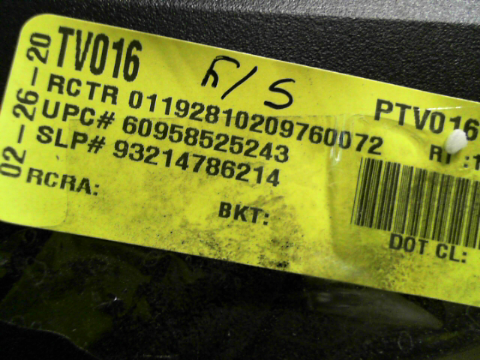 02-26-20
TV016
RCTR 01192810209760072
UPC# 60958525243
SLP# 93214786214
RCRA:
BKT:
PTV016
DOT CL: